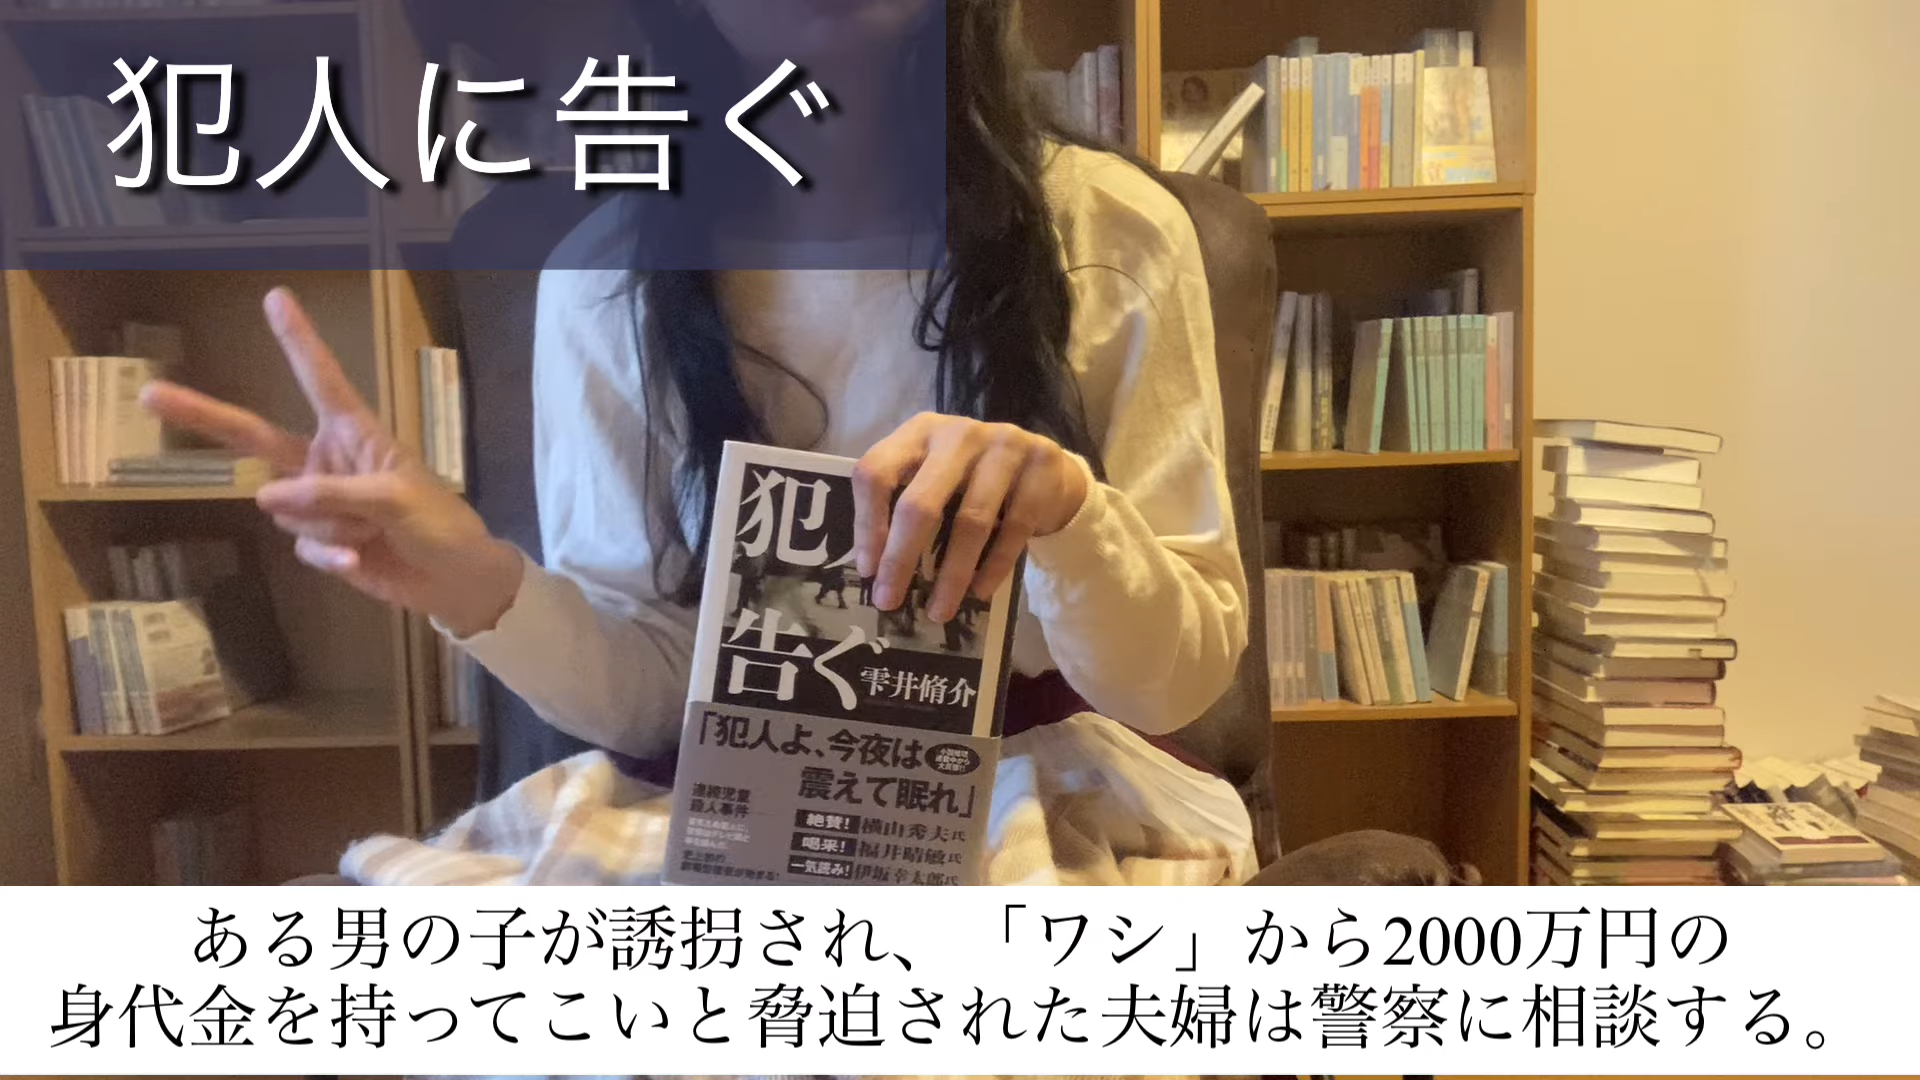 犯人に告ぐ
犯人
告ぐ
雫井脩介
「犯人よ、今夜は
震えて眠れ」
連続児童
殺人事件
絶賛! 横山秀夫氏
喝采! 福井晴敏氏
一気読み! 伊坂幸太郎氏
ある男の子が誘拐され、「ワシ」から2000万円の
身代金を持ってこいと脅迫された夫婦は警察に相談する。